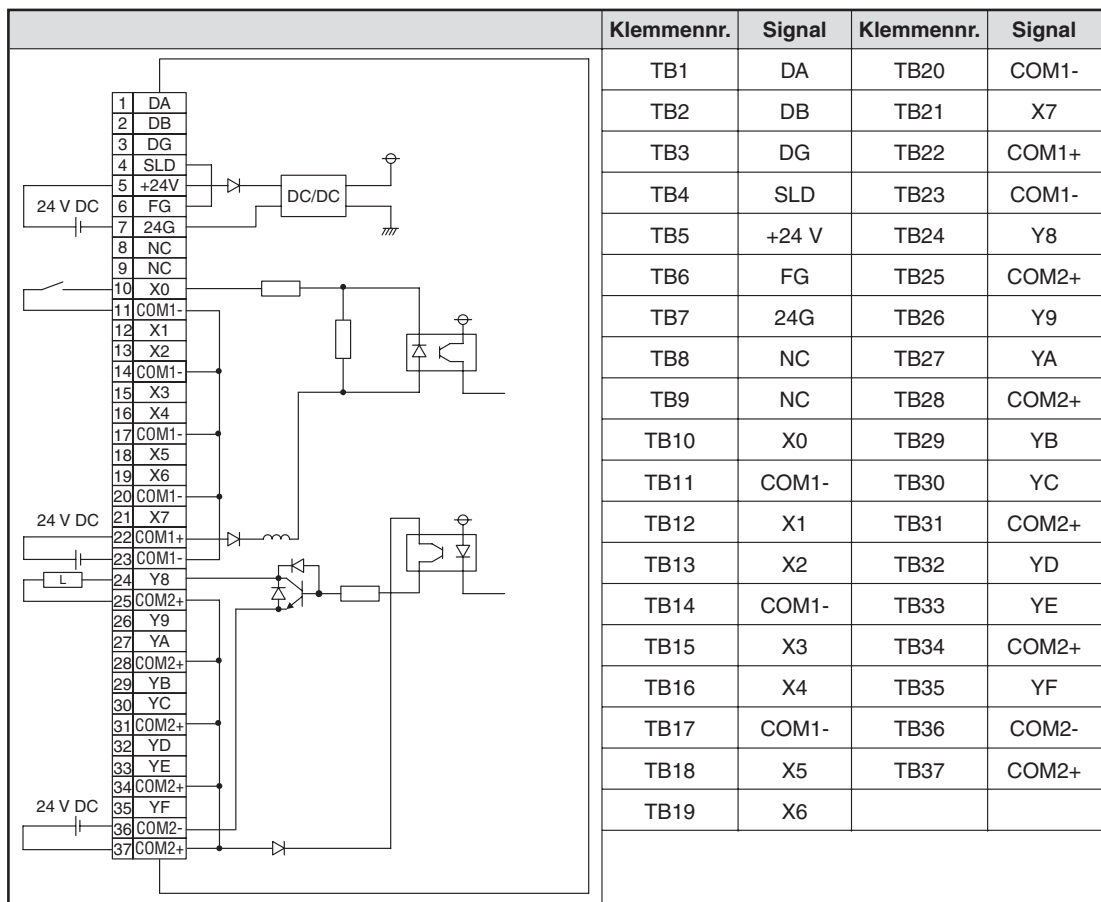 Klemmennr. Signal Klemmennr. Signal
1 DA
2 DB
3 DG
4 SLD
5 +24V
6 FG
7 24G
8 NC
9 NC
10 X0
11 COM1-
12 X1
13 X2
14 COM1-
15 X3
16 X4
17 COM1-
18 X5
19 X6
20 COM1-
21 X7
22 COM1+
23 COM1-
24 Y8
25 COM2+
26 Y9
27 YA
28 COM2+
29 YB
30 YC
31 COM2+
32 YD
33 YE
34 COM2+
35 YF
36 COM2-
37 COM2+
24 V DC
DC/DC
24 V DC
L
24 V DC
TB1 DA TB20 COM1-
TB2 DB TB21 X7
TB3 DG TB22 COM1+
TB4 SLD TB23 COM1-
TB5 +24 V TB24 Y8
TB6 FG TB25 COM2+
TB7 24G TB26 Y9
TB8 NC TB27 YA
TB9 NC TB28 COM2+
TB10 X0 TB29 YB
TB11 COM1- TB30 YC
TB12 X1 TB31 COM2+
TB13 X2 TB32 YD
TB14 COM1- TB33 YE
TB15 X3 TB34 COM2+
TB16 X4 TB35 YF
TB17 COM1- TB36 COM2-
TB18 X5 TB37 COM2+
TB19 X6